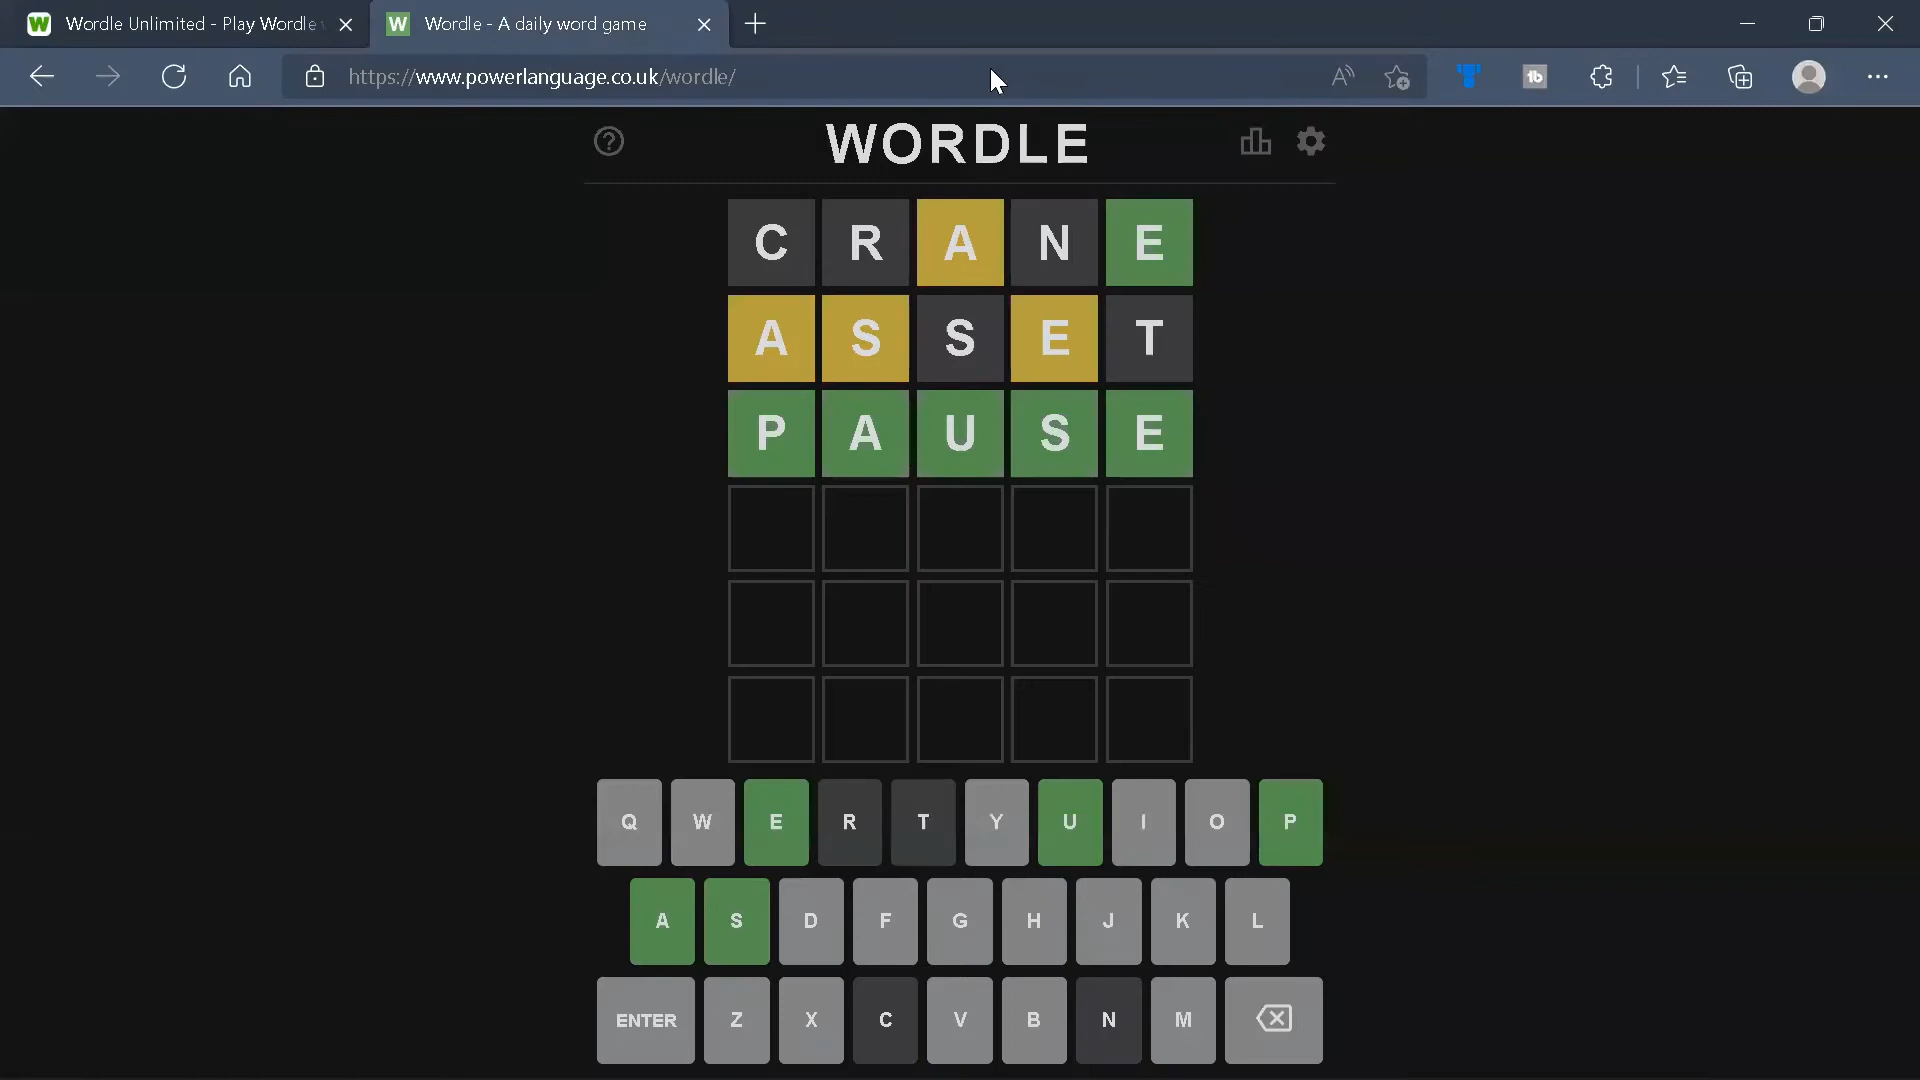 Wordle Unlimited - Play Wordle
Wordle - A daily word game
https://www.powerlanguage.co.uk/wordle/
WORDLE
C R A N E
A S S E T
P A U S E
Q W E R T Y U I O P
A S D F G H J K L
ENTER Z X C V B N M